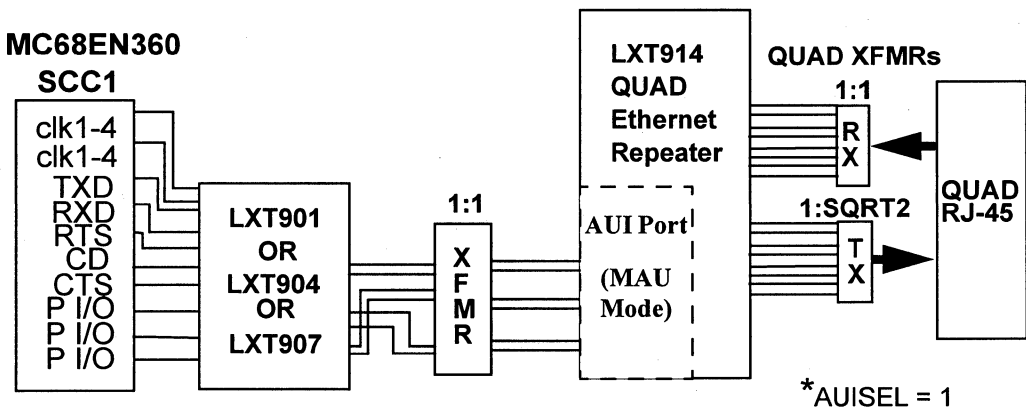 MC68EN360
SCC1
clk1-4
clk1-4
TXD
RXD
RTS
CD
CTS
P I/O
P I/O
P I/O
LXT901
OR
LXT904
OR
LXT907
1:1
X
F
M
R
LXT914
QUAD
Ethernet
Repeater
AUI Port
(MAU
Mode)
QUAD XFMRs
1:1
R
X
1:SQRT2
T
X
QUAD
RJ-45
*AUISEL = 1